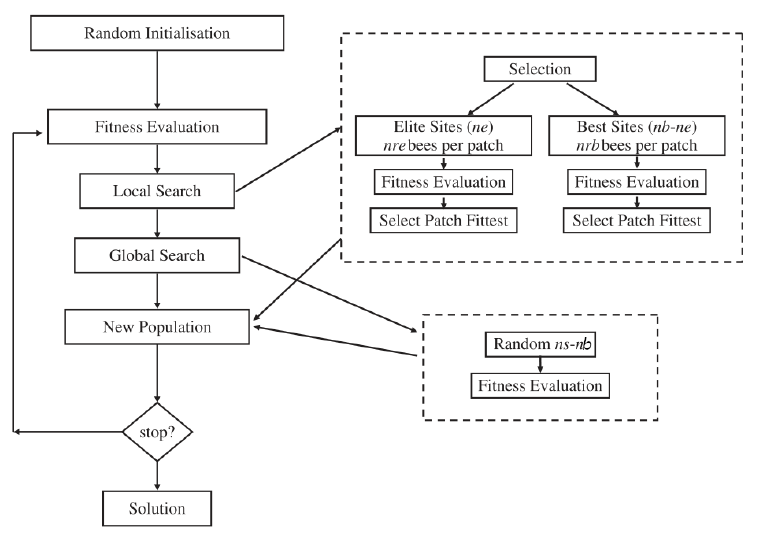 Random Initialisation
Fitness Evaluation
Local Search
Global Search
New Population
stop?
Solution
Selection
Elite Sites (ne)
nre bees per patch
Fitness Evaluation
Select Patch Fittest
Best Sites (nb-ne)
nrb bees per patch
Fitness Evaluation
Select Patch Fittest
Random ns-nb
Fitness Evaluation